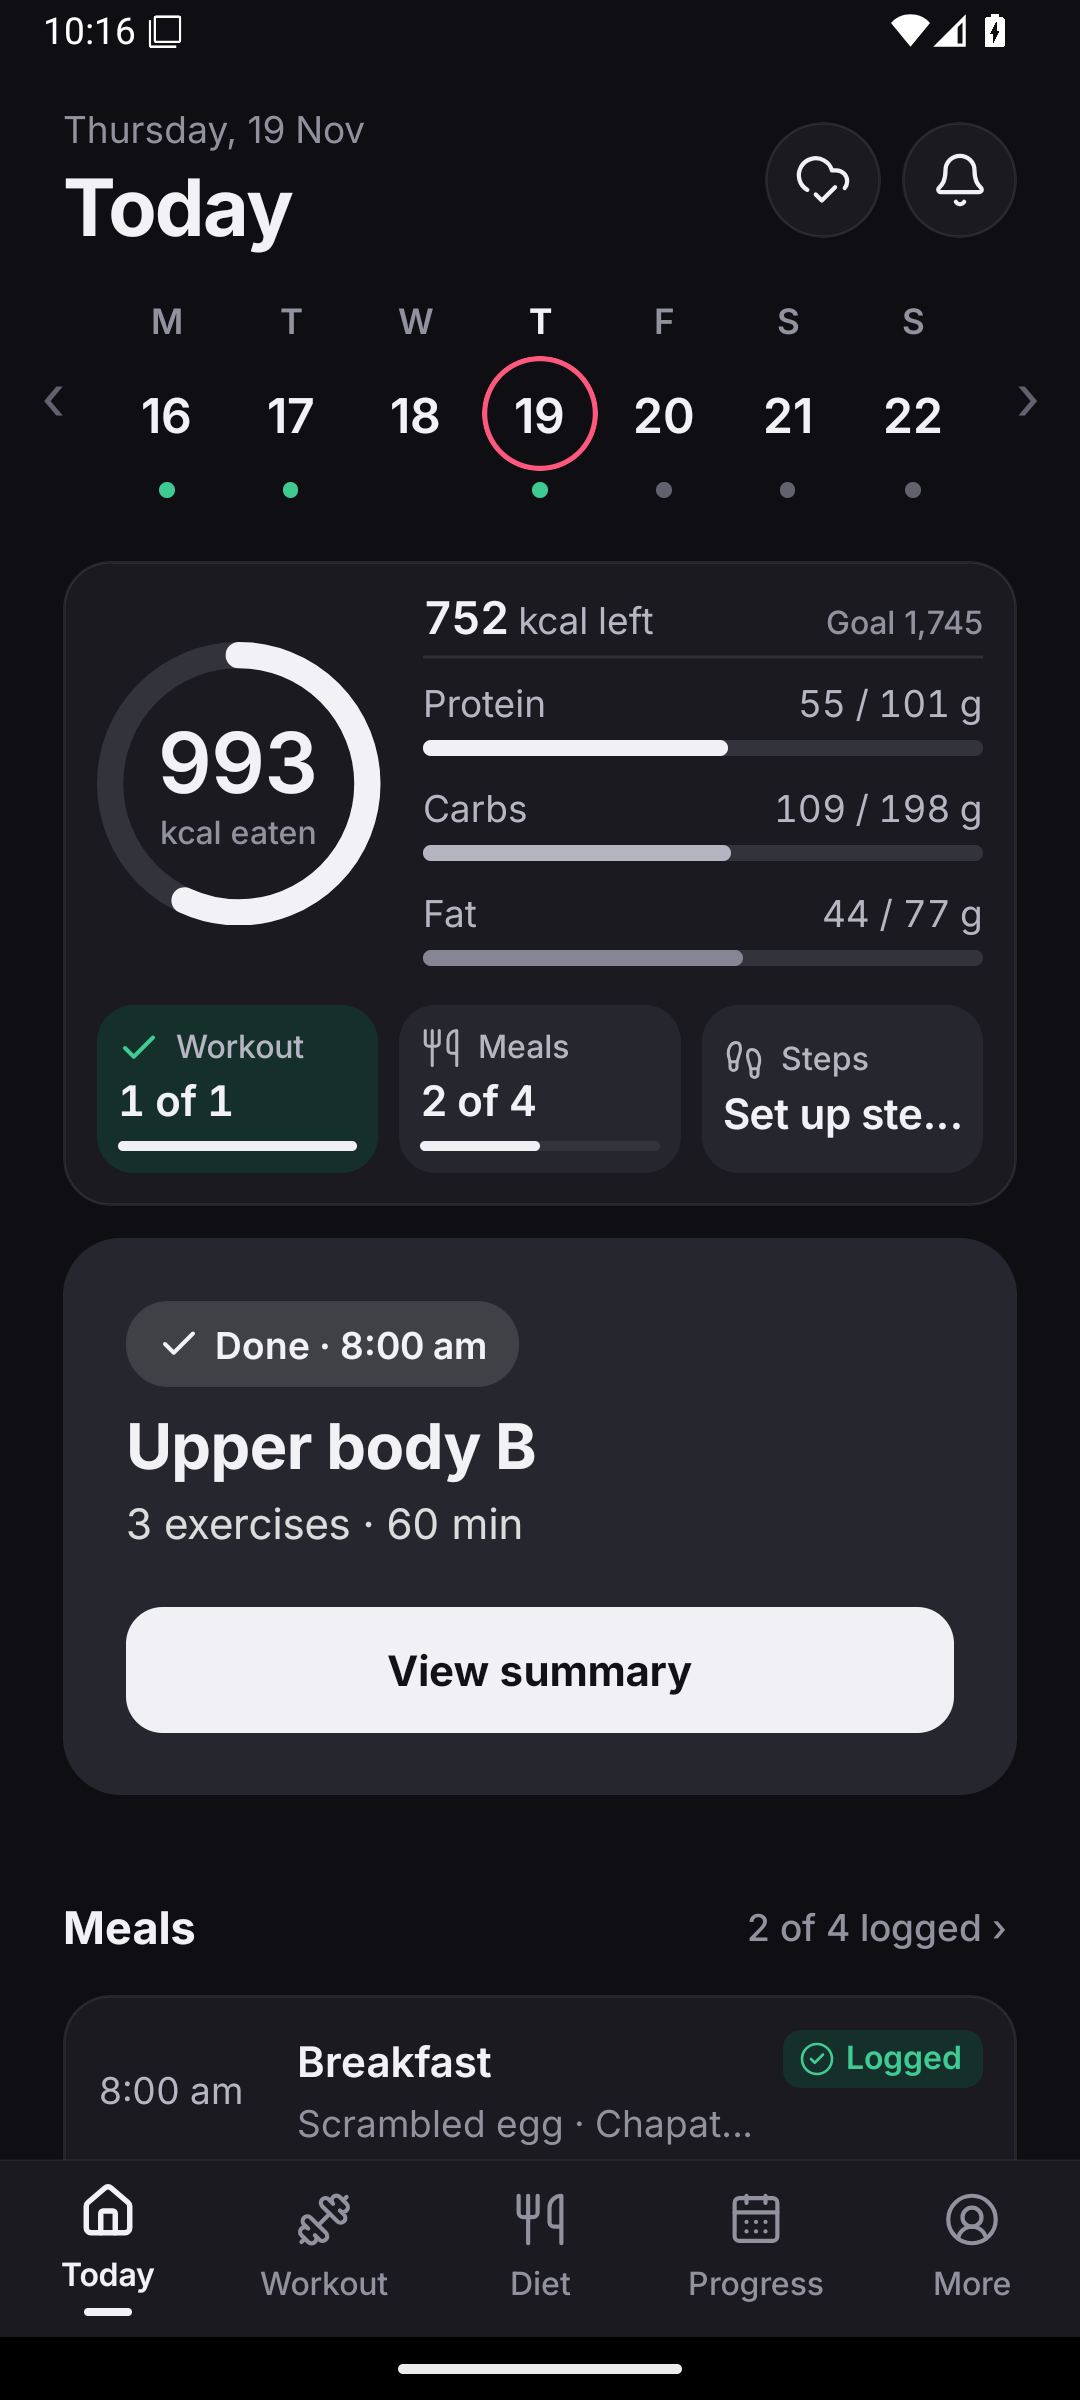 10:16
Thursday, 19 Nov
Today
M T W T F S S
‹ 16 17 18 19 20 21 22 ›
752 kcal left Goal 1,745
993
kcal eaten
Protein 55 / 101 g
Carbs 109 / 198 g
Fat 44 / 77 g
Workout
1 of 1
Meals
2 of 4
Steps
Set up ste...
Done · 8:00 am
Upper body B
3 exercises · 60 min
View summary
Meals 2 of 4 logged ›
8:00 am
Breakfast
Logged
Scrambled egg · Chapat...
Today Workout Diet Progress More